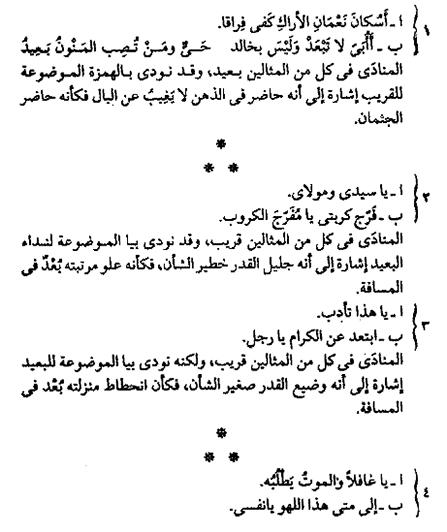 ١ ا ـ أَسُكانَ نَعْمَانِ الأراكِ كَفى فِراقا.
ب ـ أَأُبَيّ لا تَبْعَدْ وَلَيْسَ بخالد حَىٌّ ومَنْ تُصِب المَنُونُ بَعِيدُ
المنادَى فى كل من المثالين بعيد، وقد نودى بالهمزة الموضوعة
للقريب إشارة إلى أنه حاضر فى الذهن لا يَغِيبُ عن البال فكأنه حاضر
الجثمان.
*
* *
٢ ا ـ يا سيدى ومولاى.
ب ـ فَرّج كربتى يا مُفَرّجَ الكروب.
المنادَى فى كل من المثالين قريب، وقد نودى بيا الموضوعة لنداء
البعيد إشارة إلى أنه جليل القدر خطير الشأن، فكأنه علو مرتبته بُعْدٌ فى
المسافة.
٣ ا ـ يا هذا تأدب.
ب ـ ابتعد عن الكرام يا رجل.
المنادَى فى كل من المثالين قريب، ولكنه نودى بيا الموضوعة للبعيد
إشارة إلى أنه وضيع القدر صغير الشأن، فكأن انحطاط منزلته بُعْد فى
المسافة.
*
* *
٤ ا ـ يا غافلاً والموتُ يَطْلُبُه.
ب ـ إلى متى هذا اللهو يانفسى.